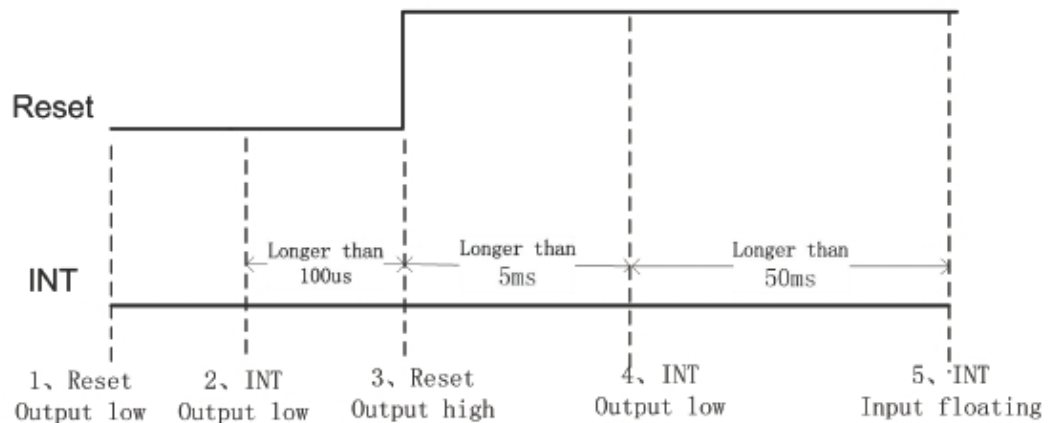 Reset
Longer than
100us
Longer than
5ms
Longer than
50ms
INT
1、Reset
Output low
2、INT
Output low
3、Reset
Output high
4、INT
Output low
5、INT
Input floating